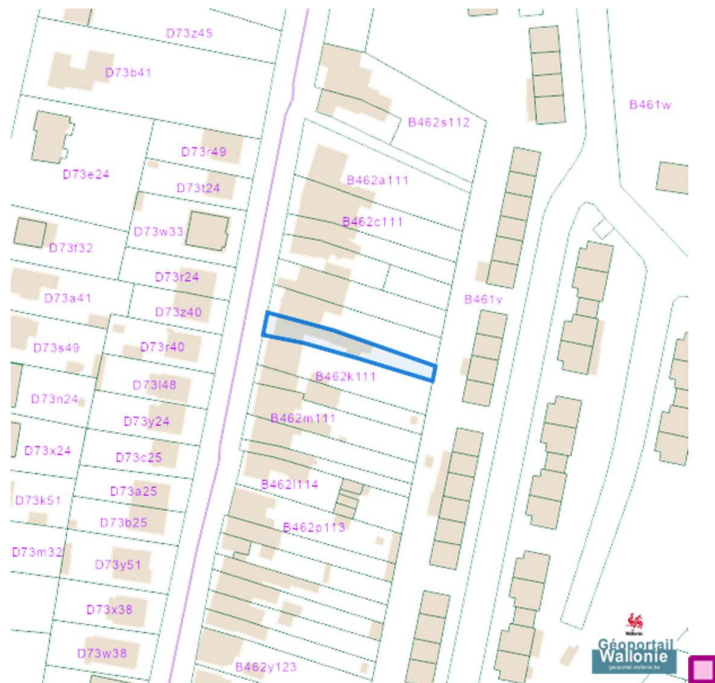 D73z45
D73b41
B461w
B462s112
D73r49
D73e24
B462a111
D73t24
B462c111
D73w33
D73f32
D73r24
D73a41
B461v
D73z40
D73s49
D73r40
B462k111
D73l48
D73n24
B462m111
D73y24
D73x24
D73c25
B462l114
D73a25
D73k51
B462p113
D73b25
D73m32
D73y51
D73x38
Wallonie
Géoportail
Wallonie
geoportail.wallonie.be
D73w38
B462y123